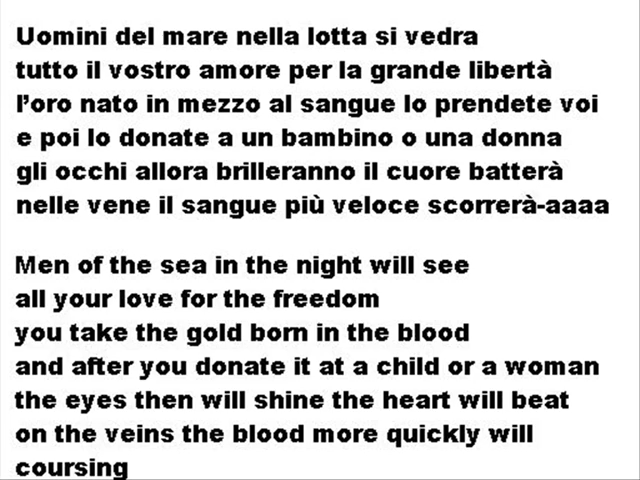 Uomini del mare nella lotta si vedra
tutto il vostro amore per la grande libertà
l'oro nato in mezzo al sangue lo prendete voi
e poi lo donate a un bambino o una donna
gli occhi allora brilleranno il cuore batterà
nelle vene il sangue più veloce scorrerà-aaaa
Men of the sea in the night will see
all your love for the freedom
you take the gold born in the blood
and after you donate it at a child or a woman
the eyes then will shine the heart will beat
on the veins the blood more quickly will
coursing